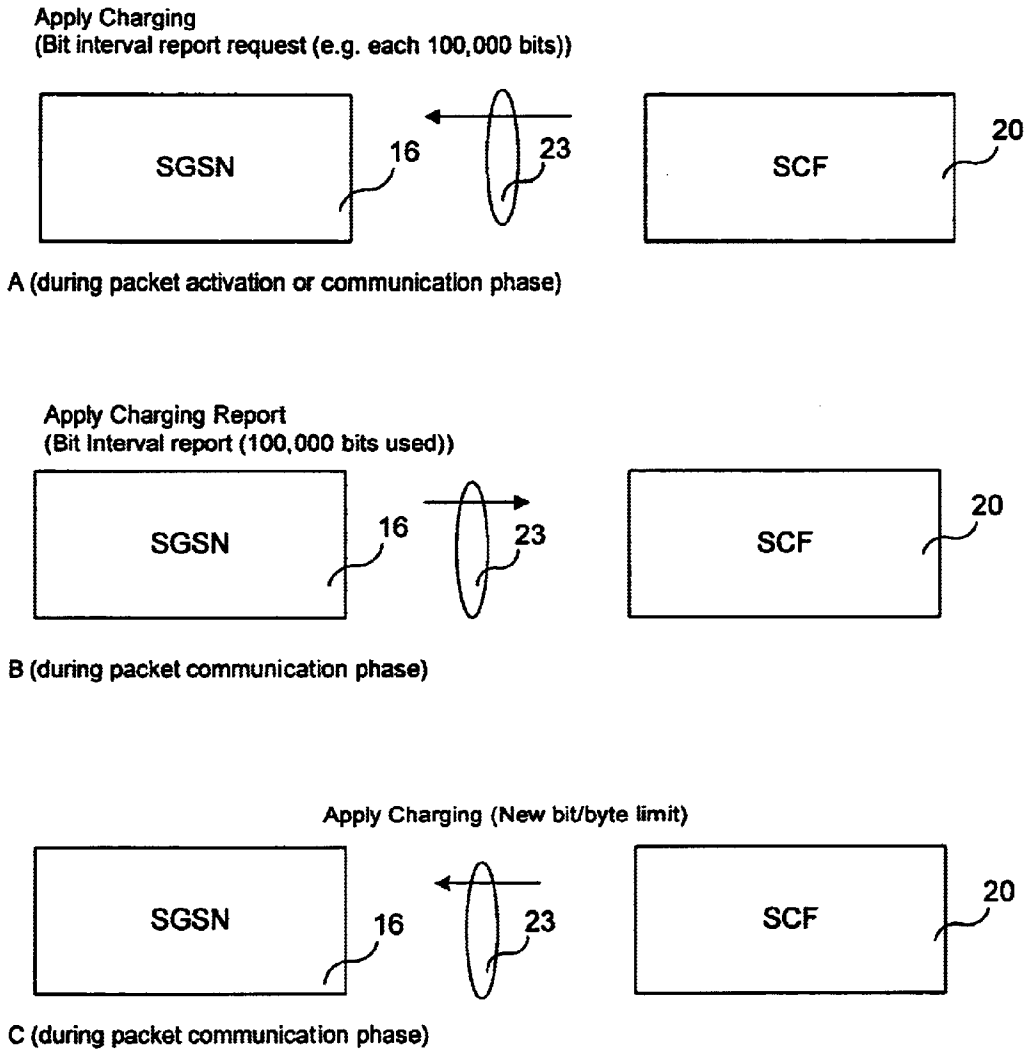 Apply Charging
(Bit interval report request (e.g. each 100,000 bits))
SGSN
16
23
SCF
20
A (during packet activation or communication phase)
Apply Charging Report
(Bit Interval report (100,000 bits used))
SGSN
16
23
SCF
20
B (during packet communication phase)
Apply Charging (New bit/byte limit)
SGSN
16
23
SCF
20
C (during packet communication phase)